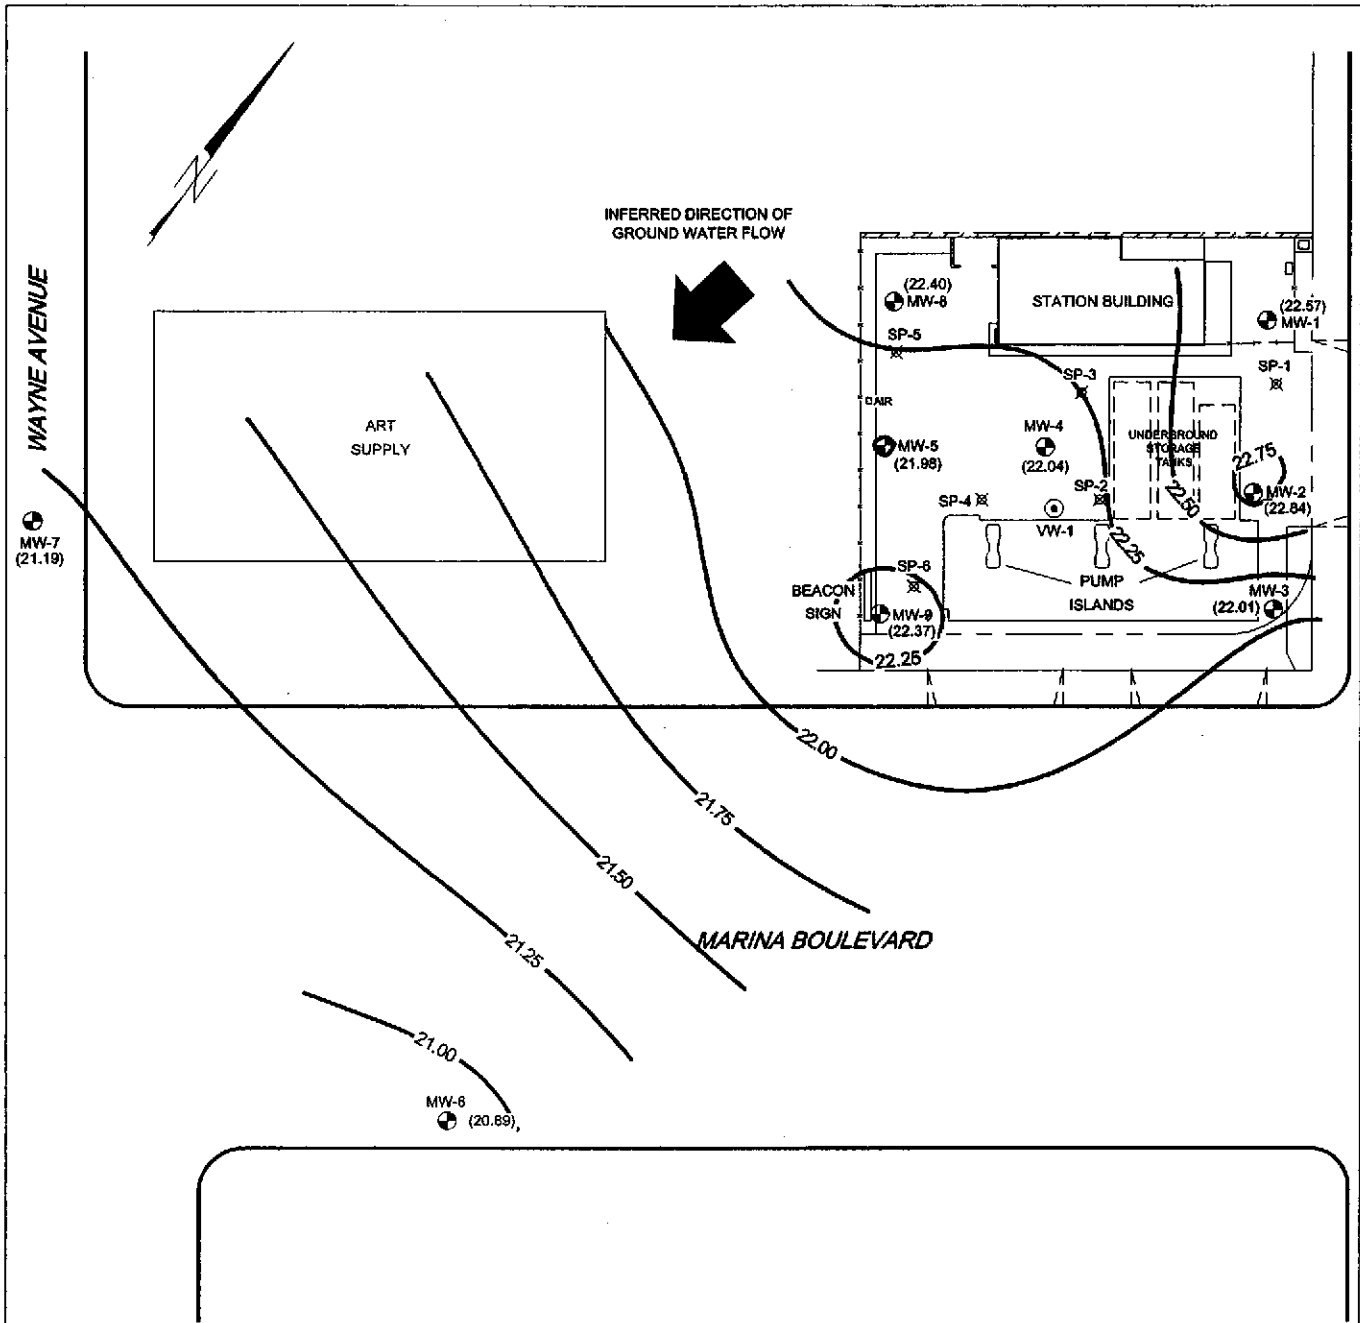 INFERRED DIRECTION OF
GROUND WATER FLOW
WAYNE AVENUE
(22.40)
MW-8
STATION BUILDING
(22.57)
MW-1
SP-5
SP-3
SP-1
AIR
ART
SUPPLY
MW-4
(22.04)
MW-5
(21.98)
UNDERGROUND
STORAGE
TANKS
22.75
MW-2
(22.84)
22.50
SP-4
SP-2
VW-1
22.25
MW-7
(21.19)
SP-6
BEACON
SIGN
MW-9
(22.37)
22.25
PUMP
ISLANDS
MW-3
(22.01)
22.00
21.75
21.50
MARINA BOULEVARD
21.25
21.00
MW-6
(20.89)